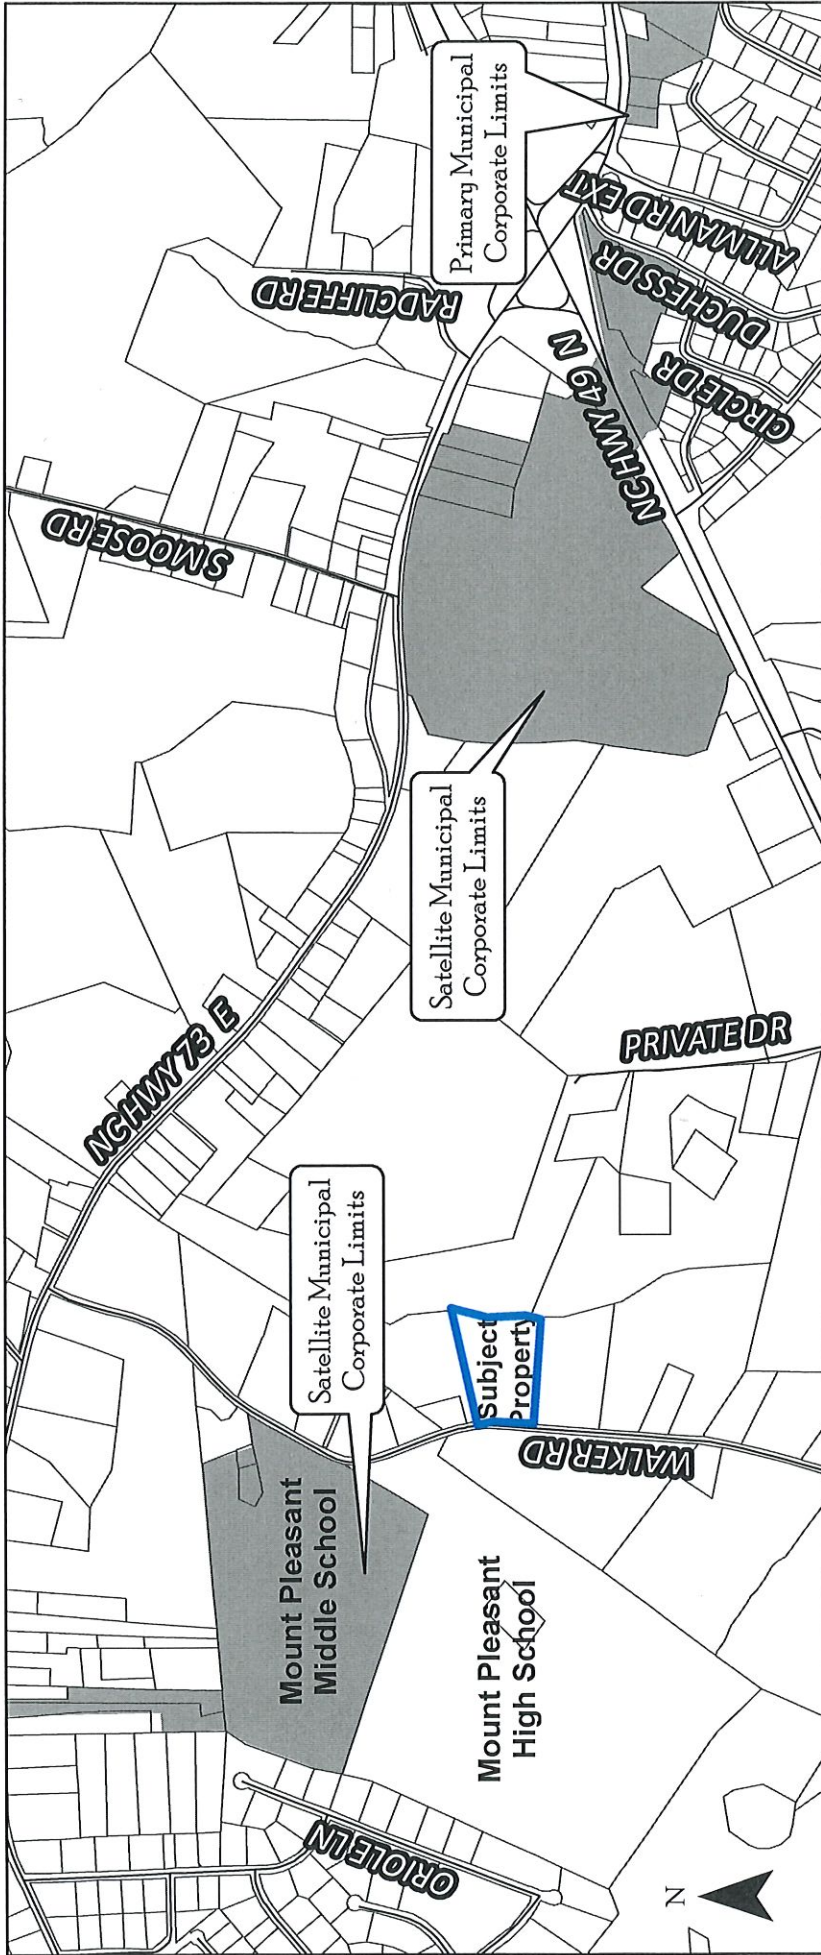 Primary Municipal
Corporate Limits
ALLMAN RD EXT
DUCHESS DR
CIRCLE DR
RADCLIFFE RD
NC HWY 49 N
S MOOSE RD
Satellite Municipal
Corporate Limits
NC HWY 73 E
PRIVATE DR
Satellite Municipal
Corporate Limits
Subject
Property
WALKER RD
Mount Pleasant
Middle School
Mount Pleasant
High School
ORIOLE LN
N